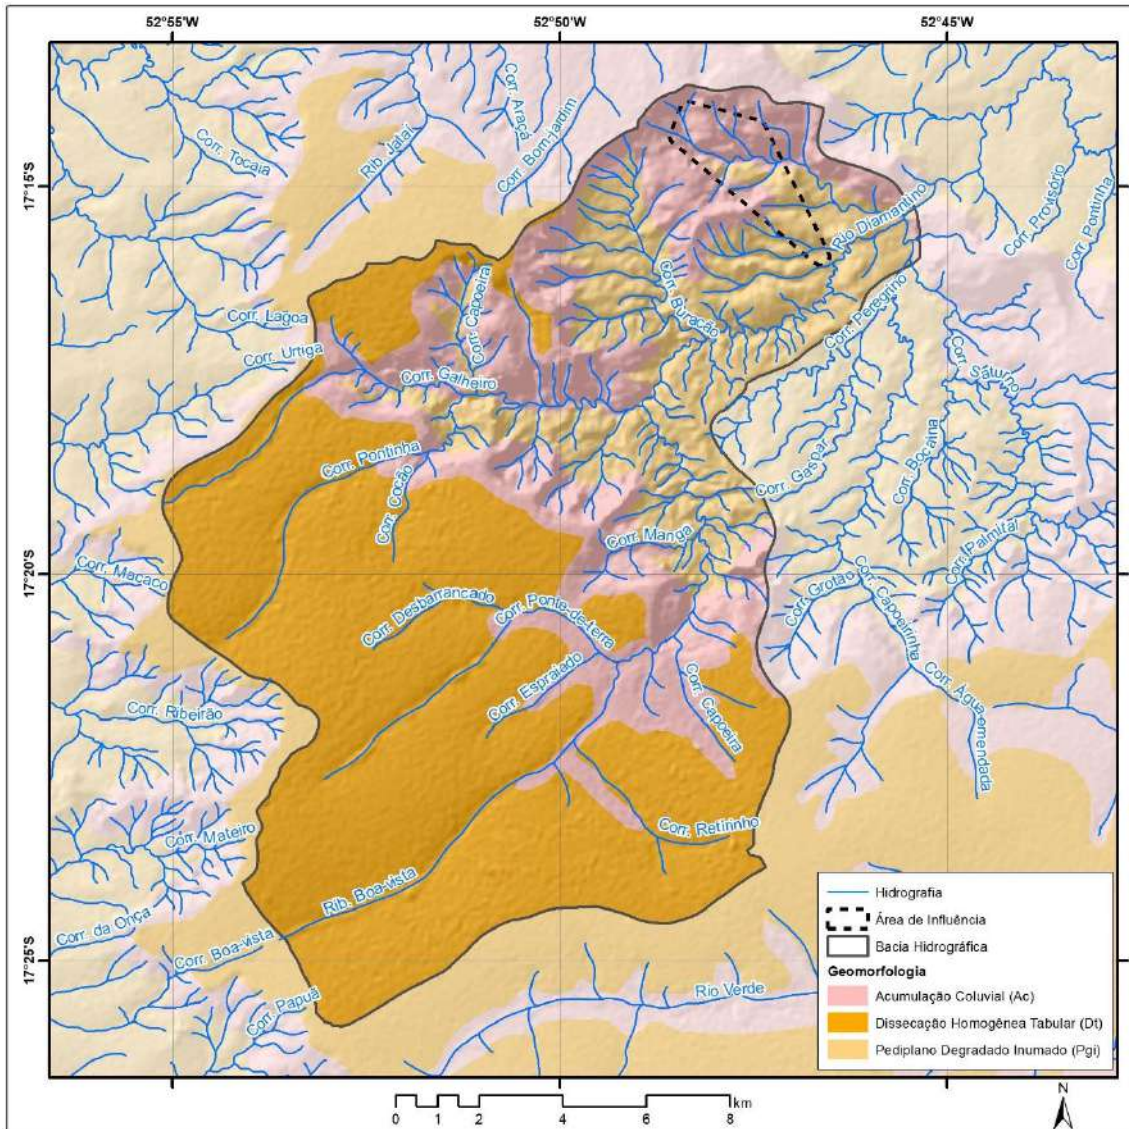 52°55'W
52°50'W
52°45'W
17°15'S
17°20'S
17°25'S
Corr. Tocaia
Rib. Jataí
Corr. Araçá
Corr. Bom-jardim
Rio Diamantino
Corr. Provisório
Corr. Pontinha
Corr. Buração
Corr. Peregrino
Corr. Capoeira
Corr. Lagoa
Corr. Urtiga
Corr. Galheiro
Corr. Saturno
Corr. Pontinha
Corr. Cocão
Corr. Gaspar
Corr. Bocaina
Corr. Manga
Corr. Palmital
Corr. Macaco
Corr. Desbarrancado
Corr. Ponte-de-terra
Corr. Grotão
Corr. Capoeirinha
Corr. Espraiado
Corr. Capoeira
Corr. Água-emendada
Corr. Ribeirão
Corr. Mateiro
Corr. Retirinho
Rib. Boa-vista
Corr. da Onça
Corr. Boa-vista
Corr. Papuã
Rio Verde
Hidrografia
Área de Influência
Bacia Hidrográfica
Geomorfologia
Acumulação Coluvial (Ac)
Dissecação Homogênea Tabular (Dt)
Pediplano Degradado Inumado (Pgi)
0 1 2 4 6 8 km
N